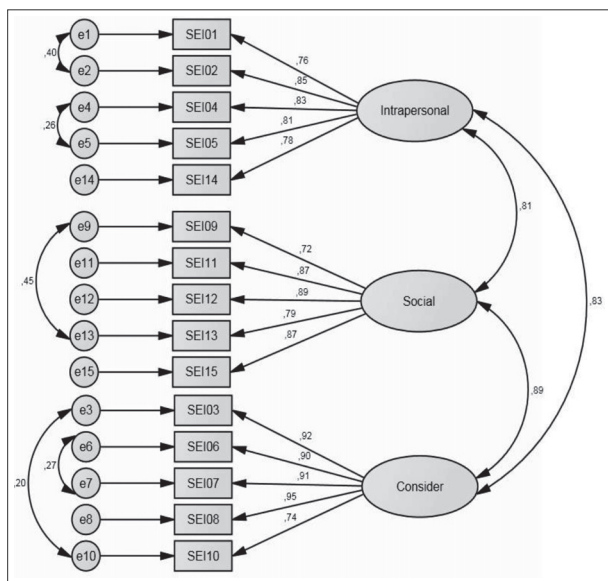 e1 SEI01 ,76
,40
e2 SEI02 ,85
e4 SEI04 ,83 Intrapersonal
,26
e5 SEI05 ,81
e14 SEI14 ,78
,81
e9 SEI09 ,72
e11 SEI11 ,87
,45
e12 SEI12 ,89 Social ,83
e13 SEI13 ,79
e15 SEI15 ,87
,89
e3 SEI03 ,92
e6 SEI06 ,90
,20 ,27
e7 SEI07 ,91 Consider
e8 SEI08 ,95
e10 SEI10 ,74